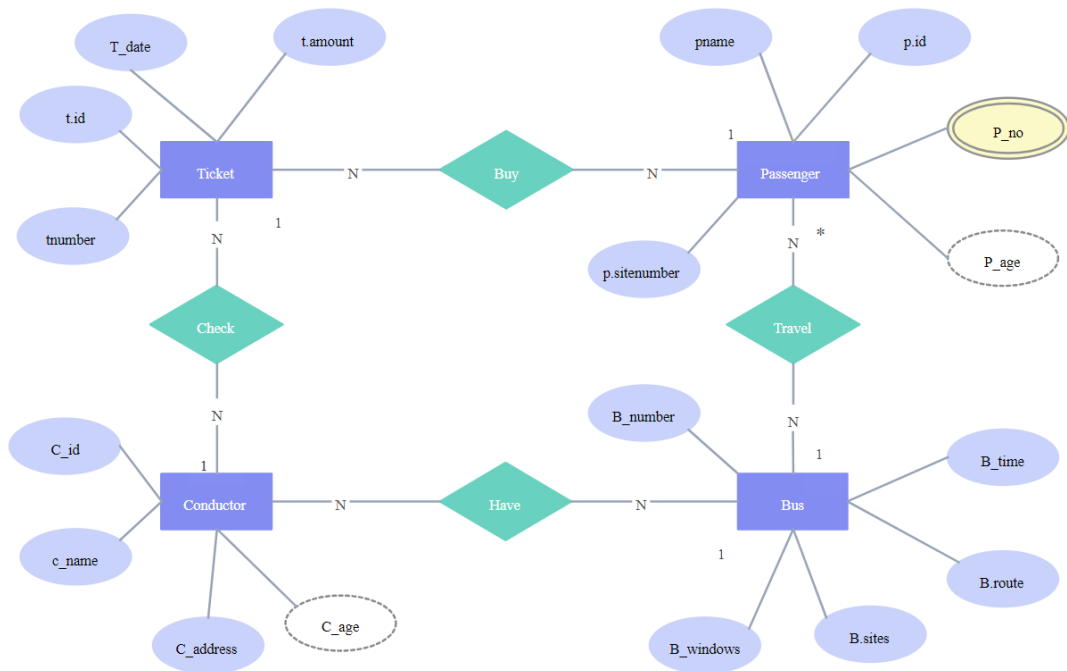 T_date
t.amount
pname
p.id
t.id
P_no
1
Ticket
N
Buy
N
Passenger
tnumber
1
N
*
N
p.sitenumber
P_age
Check
Travel
N
B_number
N
C_id
1
1
B_time
Conductor
N
Have
N
Bus
c_name
1
B.route
C_age
B.sites
C_address
B_windows